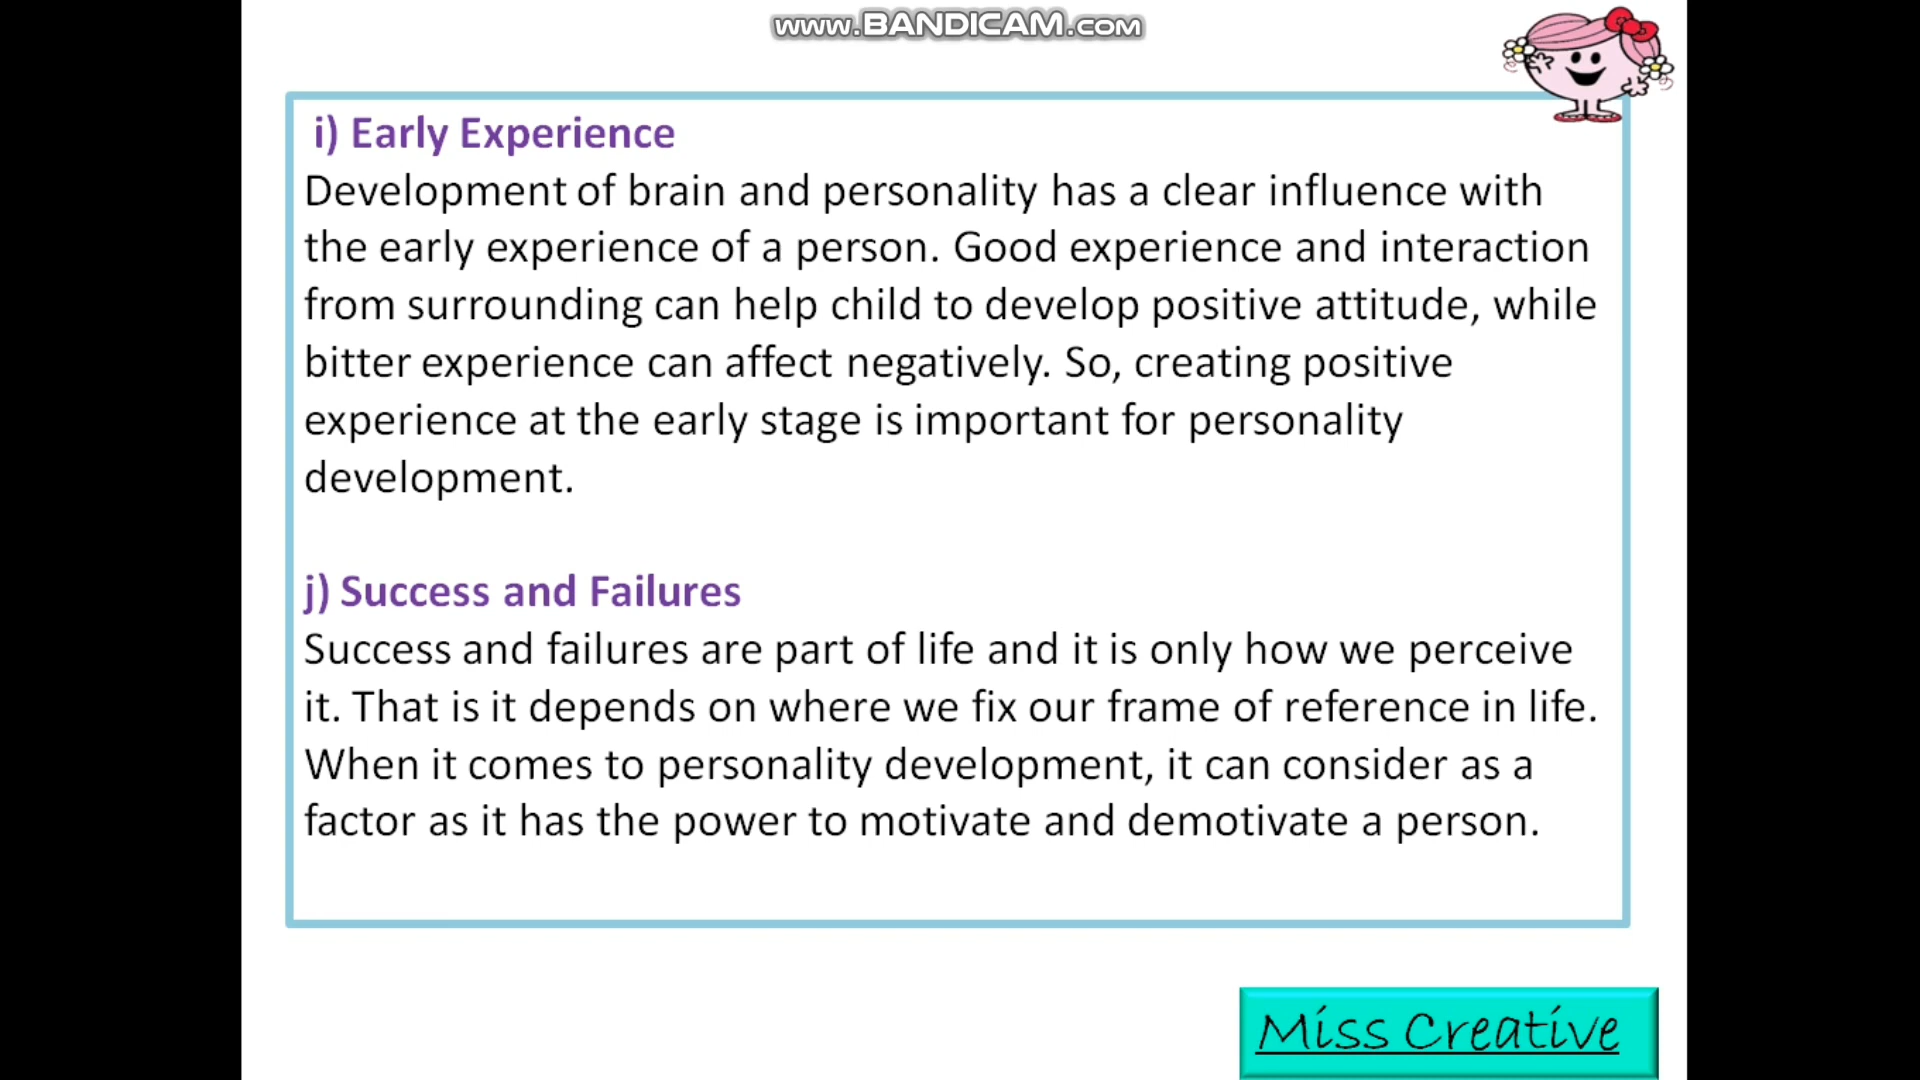 www.BANDICAM.com
i) Early Experience
Development of brain and personality has a clear influence with
the early experience of a person. Good experience and interaction
from surrounding can help child to develop positive attitude, while
bitter experience can affect negatively. So, creating positive
experience at the early stage is important for personality
development.
j) Success and Failures
Success and failures are part of life and it is only how we perceive
it. That is it depends on where we fix our frame of reference in life.
When it comes to personality development, it can consider as a
factor as it has the power to motivate and demotivate a person.
Miss Creative